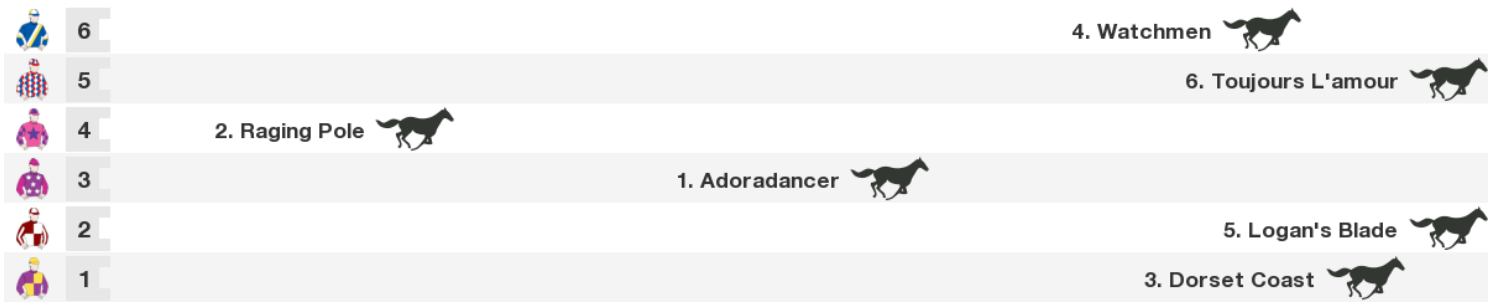 6 4. Watchmen
5 6. Toujours L'amour
4 2. Raging Pole
3 1. Adoradancer
2 5. Logan's Blade
1 3. Dorset Coast